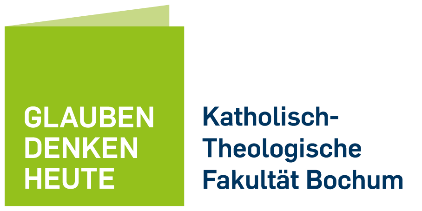 GLAUBEN
DENKEN
HEUTE
Katholisch-
Theologische
Fakultät Bochum